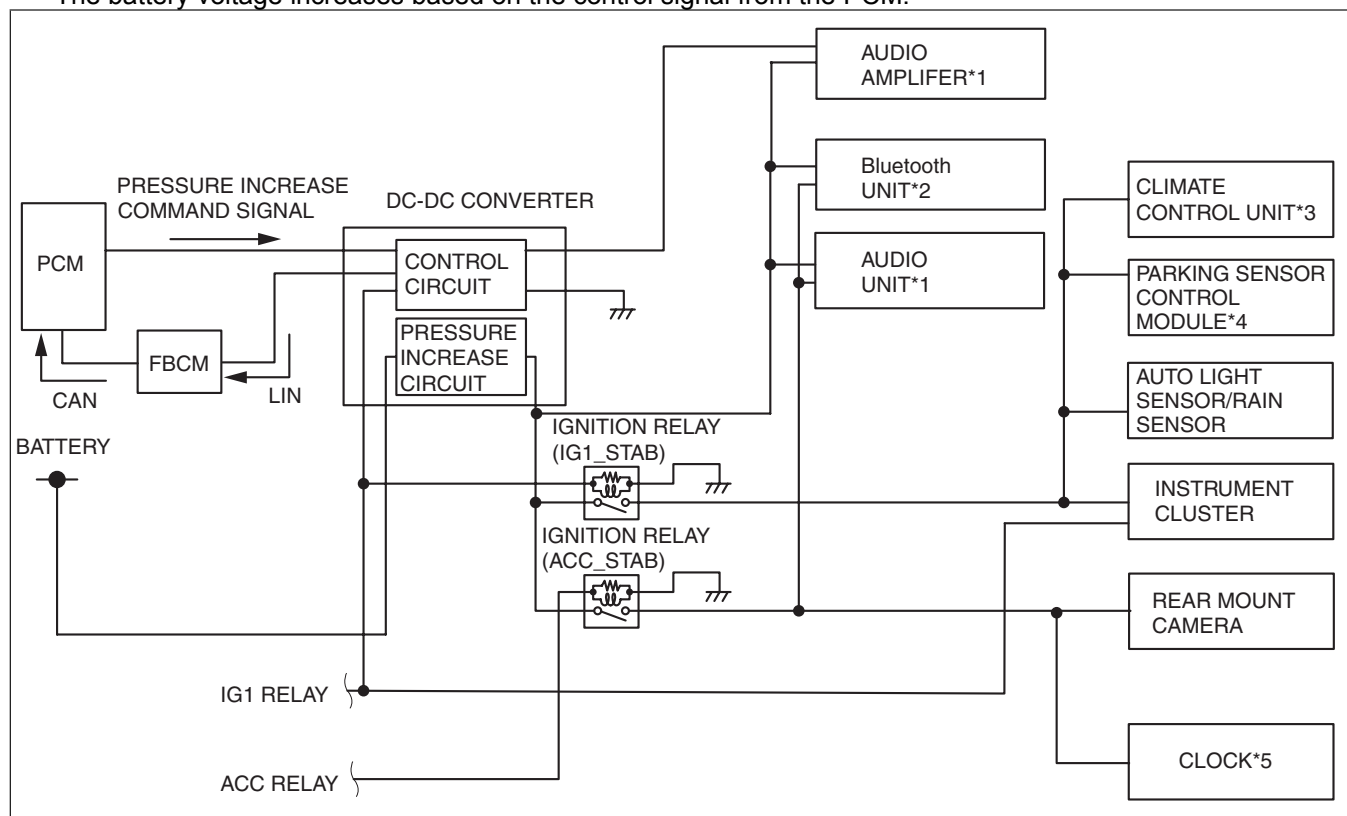 The battery voltage increases based on the control signal from the PCM.
AUDIO
AMPLIFER*1
Bluetooth
UNIT*2
AUDIO
UNIT*1
PRESSURE INCREASE
COMMAND SIGNAL
DC-DC CONVERTER
PCM
CONTROL
CIRCUIT
PRESSURE
INCREASE
CIRCUIT
FBCM
CAN
LIN
BATTERY
IGNITION RELAY
(IG1_STAB)
IGNITION RELAY
(ACC_STAB)
IG1 RELAY
ACC RELAY
CLIMATE
CONTROL UNIT*3
PARKING SENSOR
CONTROL
MODULE*4
AUTO LIGHT
SENSOR/RAIN
SENSOR
INSTRUMENT
CLUSTER
REAR MOUNT
CAMERA
CLOCK*5